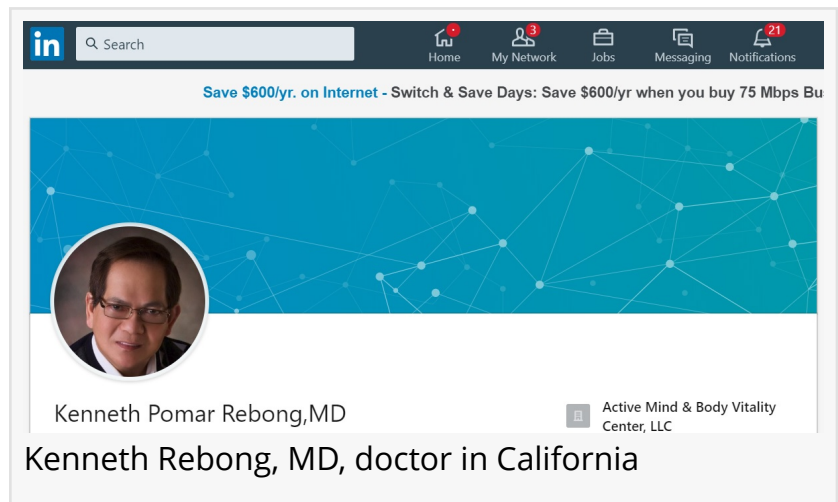 in
Search
3
21
Home
My Network
Jobs
Messaging
Notifications
Save $600/yr. on Internet - Switch & Save Days: Save $600/yr when you buy 75 Mbps Bu
Kenneth Pomar Rebong,MD
Active Mind & Body Vitality
Center, LLC
Kenneth Rebong, MD, doctor in California